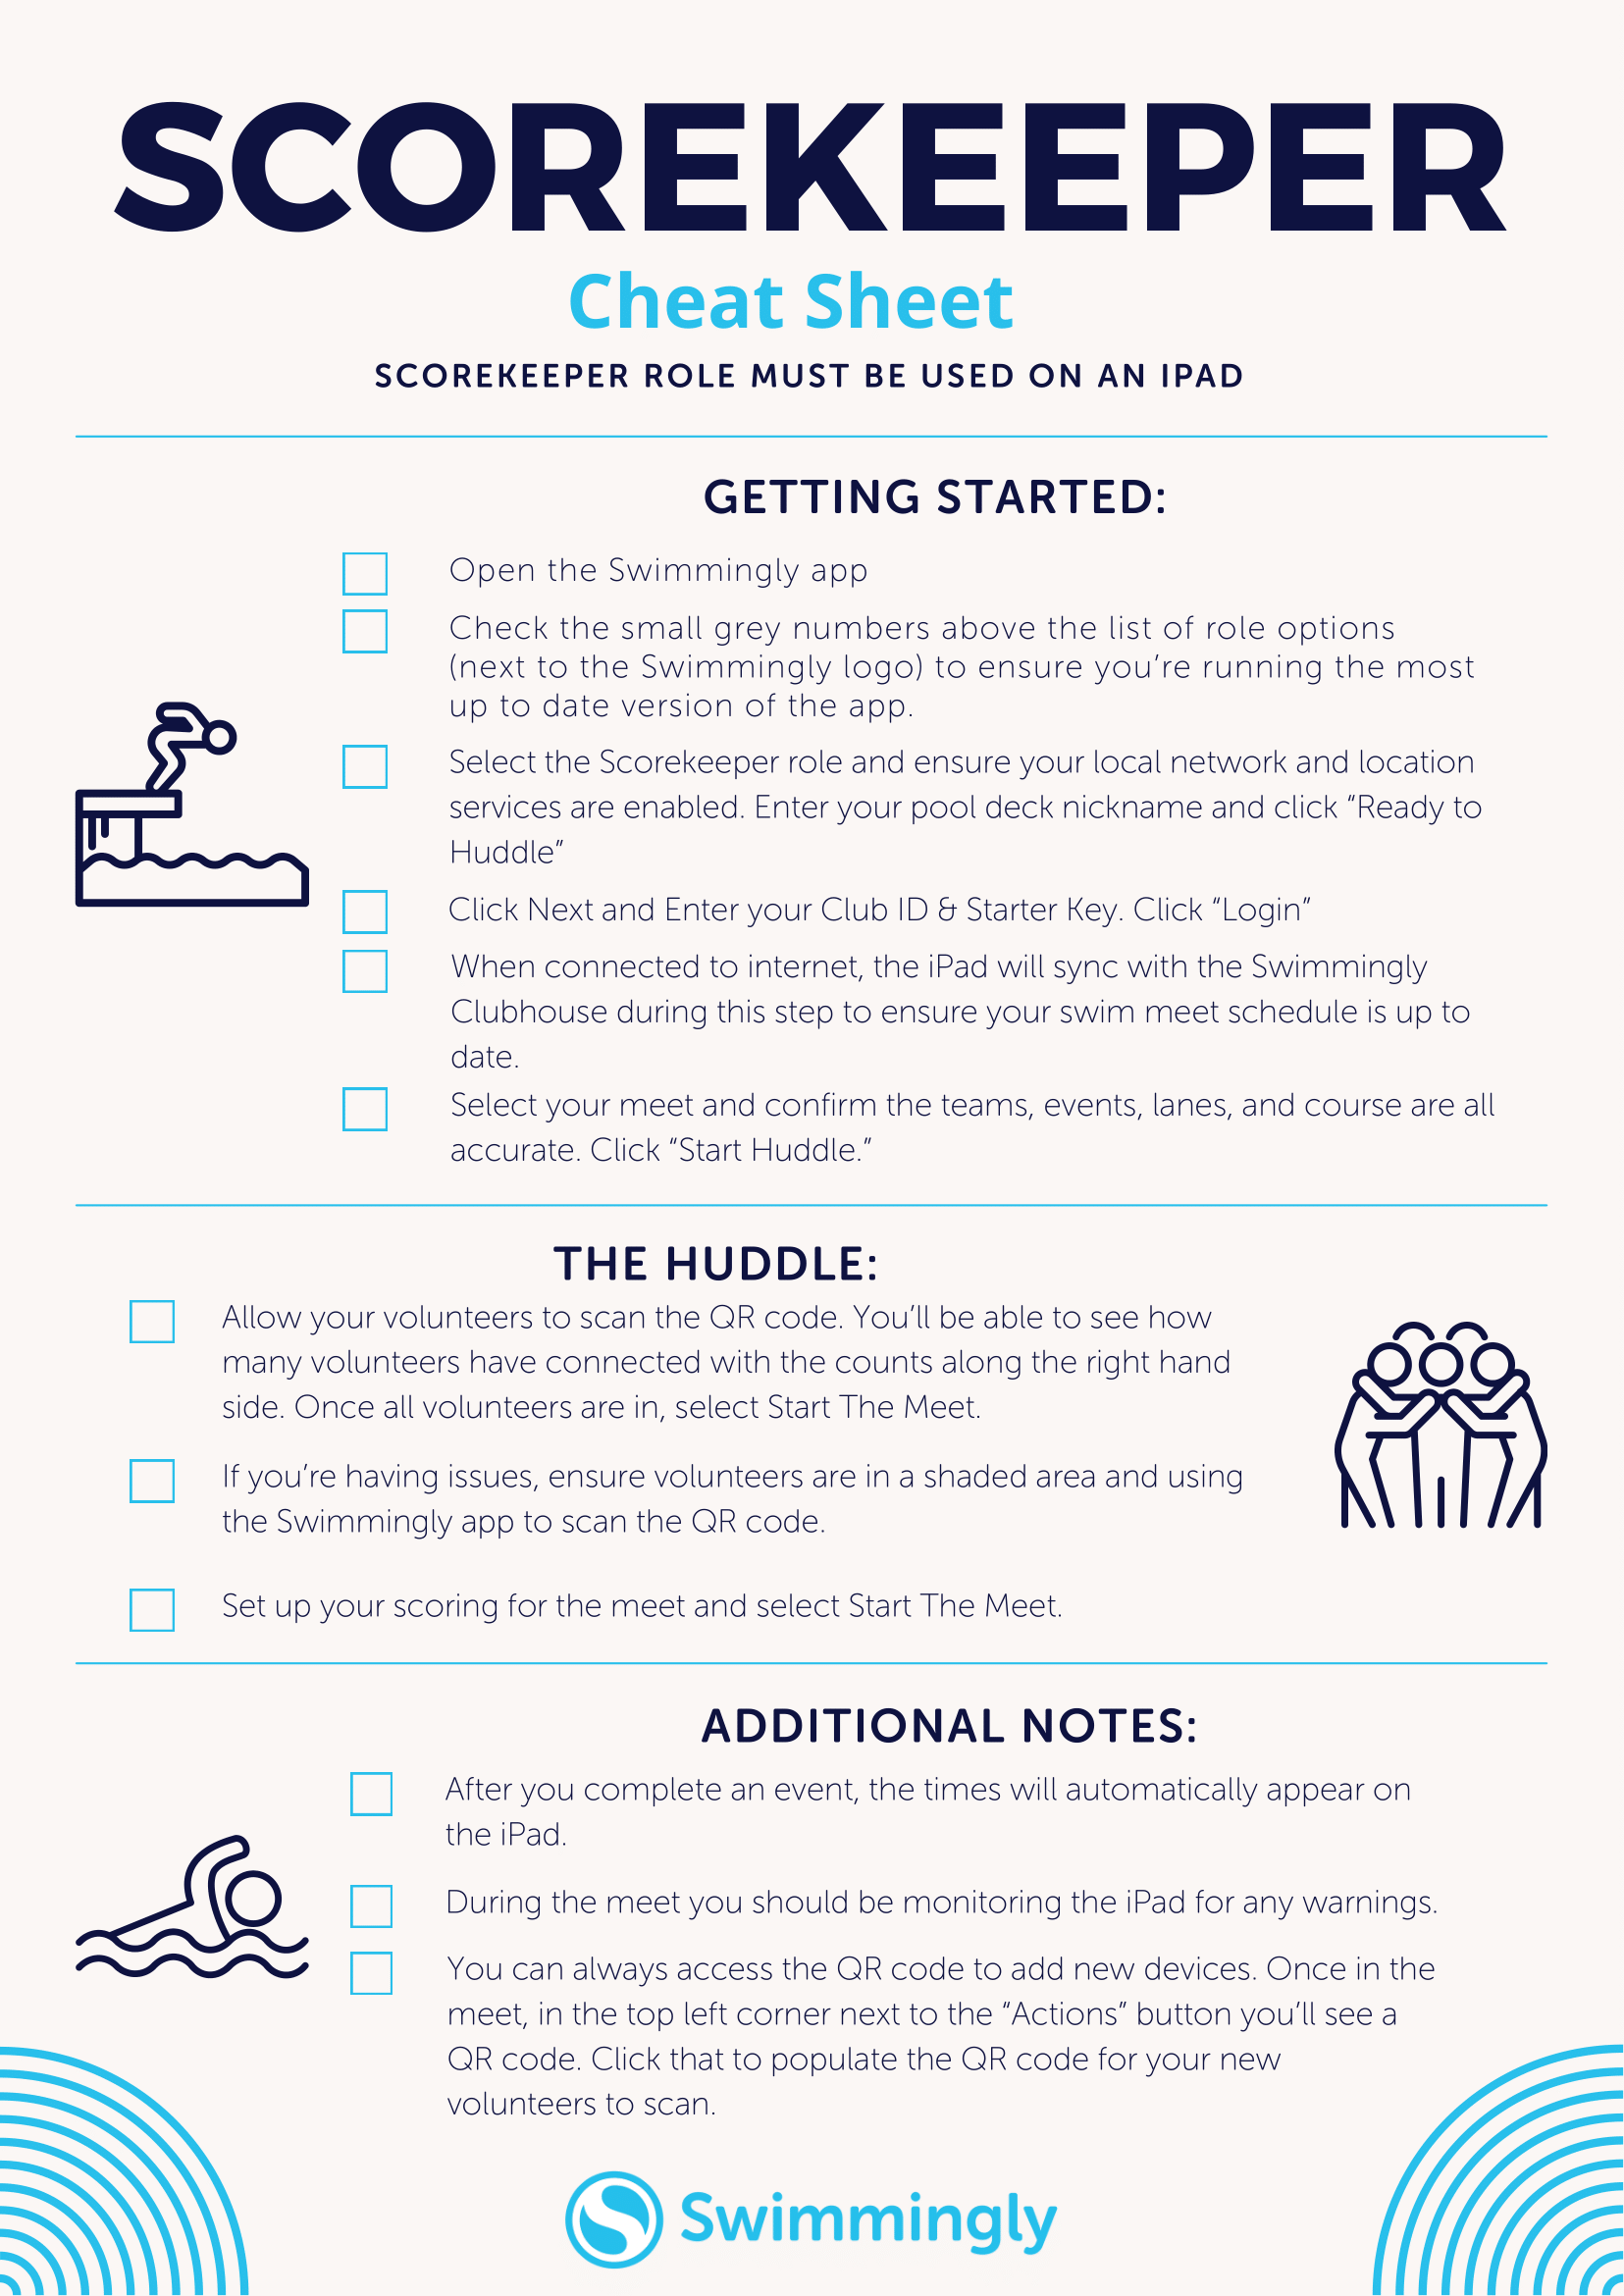 SCOREKEEPER
Cheat Sheet
SCOREKEEPER ROLE MUST BE USED ON AN IPAD
GETTING STARTED:
Open the Swimmingly app
Check the small grey numbers above the list of role options
(next to the Swimmingly logo) to ensure you’re running the most
up to date version of the app.
Select the Scorekeeper role and ensure your local network and location
services are enabled. Enter your pool deck nickname and click “Ready to
Huddle”
Click Next and Enter your Club ID & Starter Key. Click “Login”
When connected to internet, the iPad will sync with the Swimmingly
Clubhouse during this step to ensure your swim meet schedule is up to
date.
Select your meet and confirm the teams, events, lanes, and course are all
accurate. Click “Start Huddle.”
THE HUDDLE:
Allow your volunteers to scan the QR code. You’ll be able to see how
many volunteers have connected with the counts along the right hand
side. Once all volunteers are in, select Start The Meet.
If you’re having issues, ensure volunteers are in a shaded area and using
the Swimmingly app to scan the QR code.
Set up your scoring for the meet and select Start The Meet.
ADDITIONAL NOTES:
After you complete an event, the times will automatically appear on
the iPad.
During the meet you should be monitoring the iPad for any warnings.
You can always access the QR code to add new devices. Once in the
meet, in the top left corner next to the “Actions” button you’ll see a
QR code. Click that to populate the QR code for your new
volunteers to scan.
Swimmingly